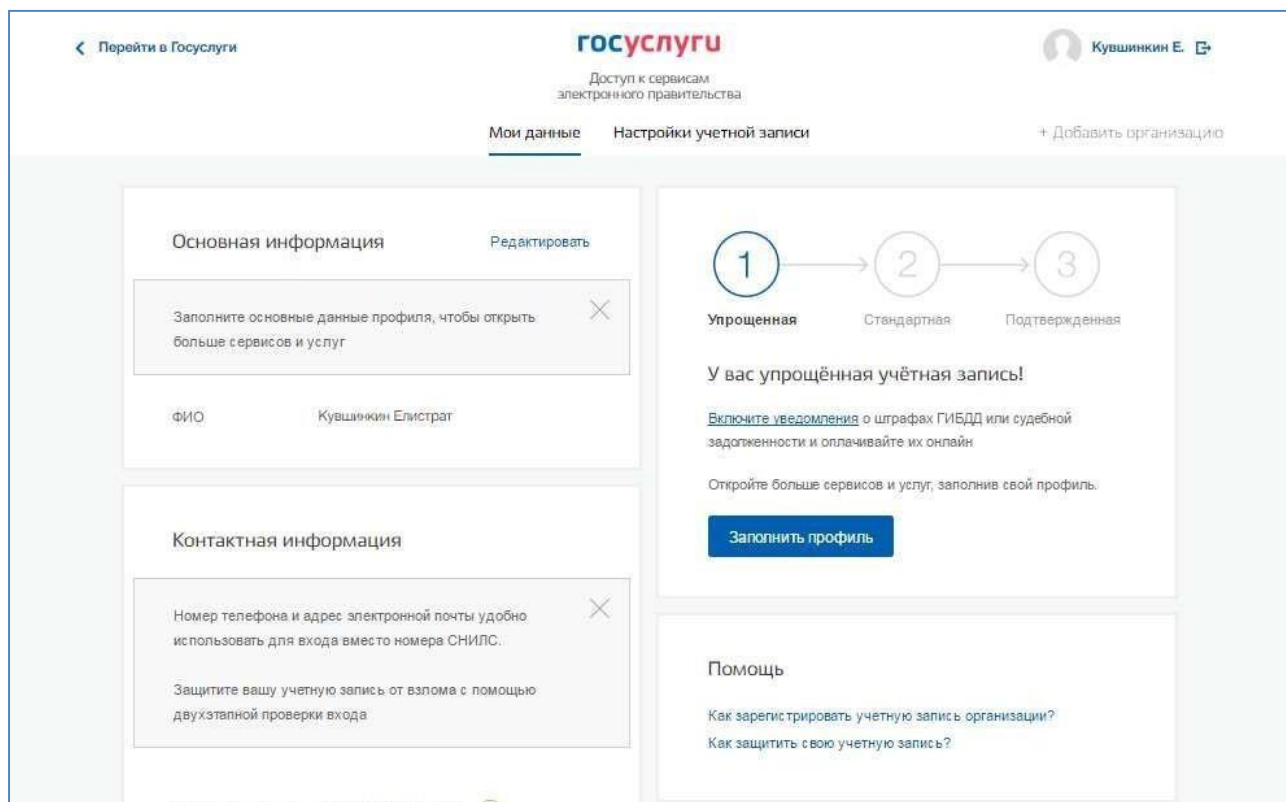 Перейти в Госуслуги
госуслуги
Кувшинкин Е.
Доступ к сервисам
электронного правительства
Мои данные
Настройки учетной записи
+ Добавить организацию
Основная информация
Редактировать
Заполните основные данные профиля, чтобы открыть
больше сервисов и услуг
ФИО
Кувшинкин Елистрат
Контактная информация
Номер телефона и адрес электронной почты удобно
использовать для входа вместо номера СНИЛС.
Защитите вашу учетную запись от взлома с помощью
двухэтапной проверки входа
1
2
3
Упрощенная
Стандартная
Подтвержденная
У вас упрощённая учётная запись!
Включите уведомления о штрафах ГИБДД или судебной
задолженности и оплачивайте их онлайн
Откройте больше сервисов и услуг, заполнив свой профиль.
Заполнить профиль
Помощь
Как зарегистрировать учетную запись организации?
Как защитить свою учетную запись?